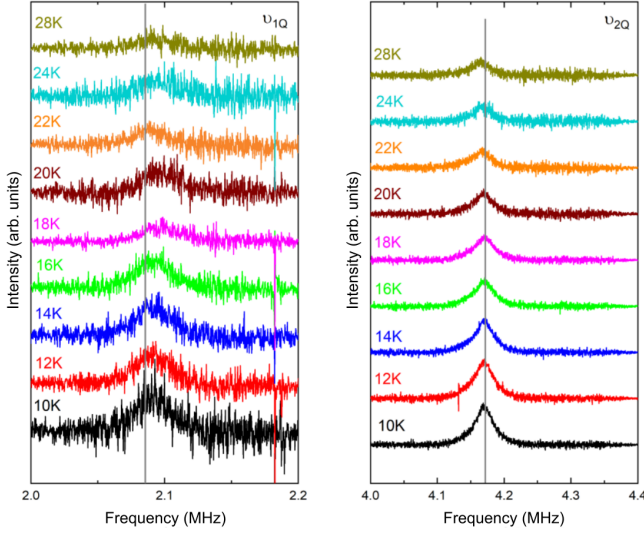 υ1Q
28K
24K
22K
20K
18K
16K
14K
12K
10K
Intensity (arb. units)
2.0
2.1
2.2
Frequency (MHz)
υ2Q
28K
24K
22K
20K
18K
16K
14K
12K
10K
Intensity (arb. units)
4.0
4.1
4.2
4.3
4.4
Frequency (MHz)